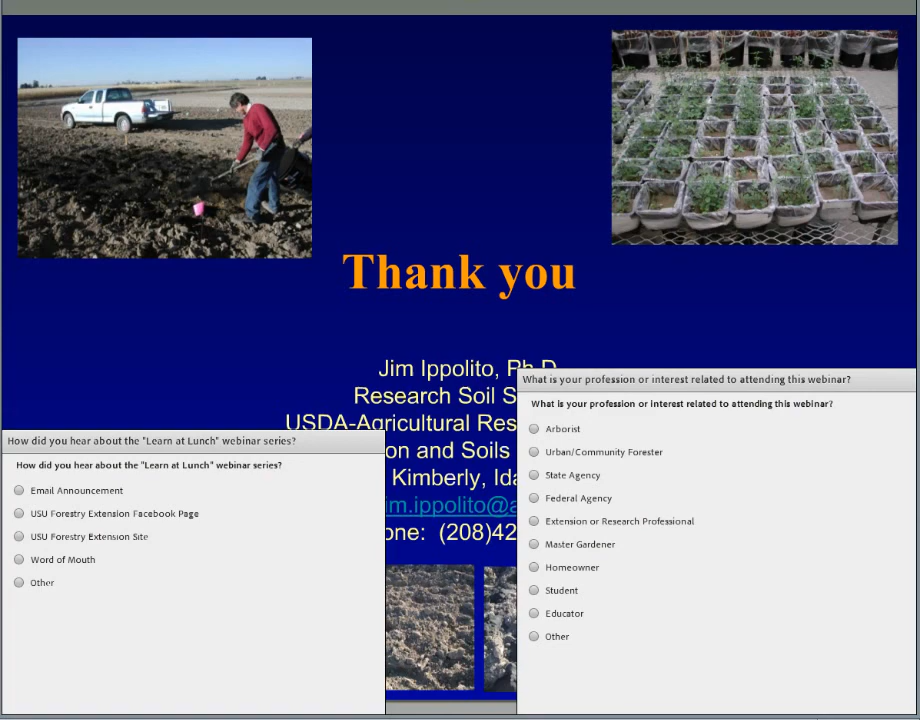 Thank you
Jim Ippolito, Ph.D.
Research Soil S
USDA-Agricultural Res
on and Soils
Kimberly, Ida
im.ippolito@a
one: (208)42
How did you hear about the "Learn at Lunch" webinar series?
How did you hear about the "Learn at Lunch" webinar series?
Email Announcement
USU Forestry Extension Facebook Page
USU Forestry Extension Site
Word of Mouth
Other
What is your profession or interest related to attending this webinar?
What is your profession or interest related to attending this webinar?
Arborist
Urban/Community Forester
State Agency
Federal Agency
Extension or Research Professional
Master Gardener
Homeowner
Student
Educator
Other